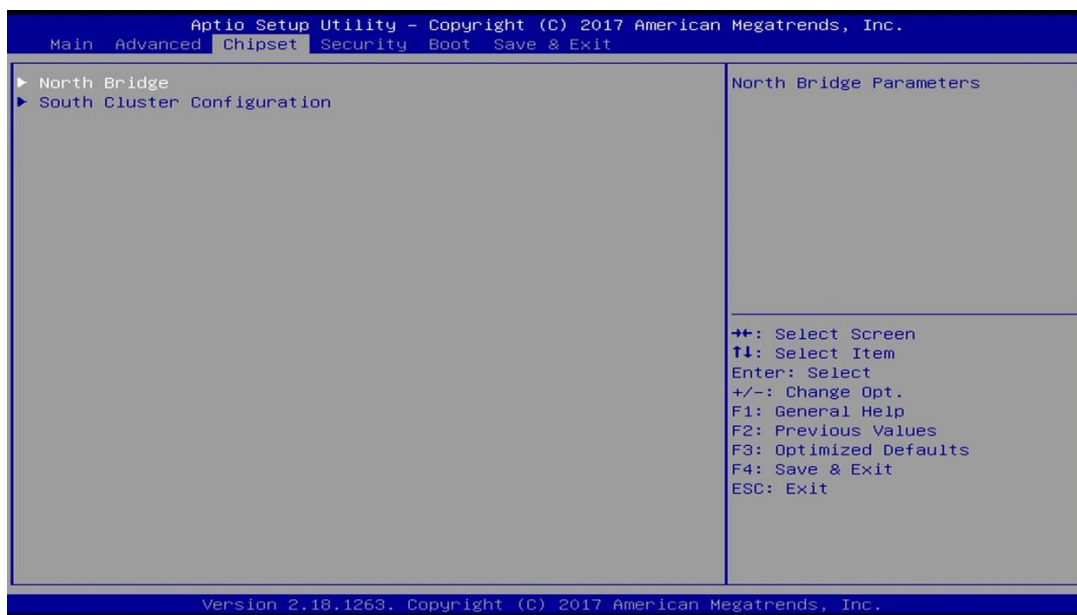 Aptio Setup Utility – Copyright (C) 2017 American Megatrends, Inc.
Main Advanced Chipset Security Boot Save & Exit
► North Bridge
► South Cluster Configuration
North Bridge Parameters
→←: Select Screen
↑↓: Select Item
Enter: Select
+/-: Change Opt.
F1: General Help
F2: Previous Values
F3: Optimized Defaults
F4: Save & Exit
ESC: Exit
Version 2.18.1263. Copyright (C) 2017 American Megatrends, Inc.